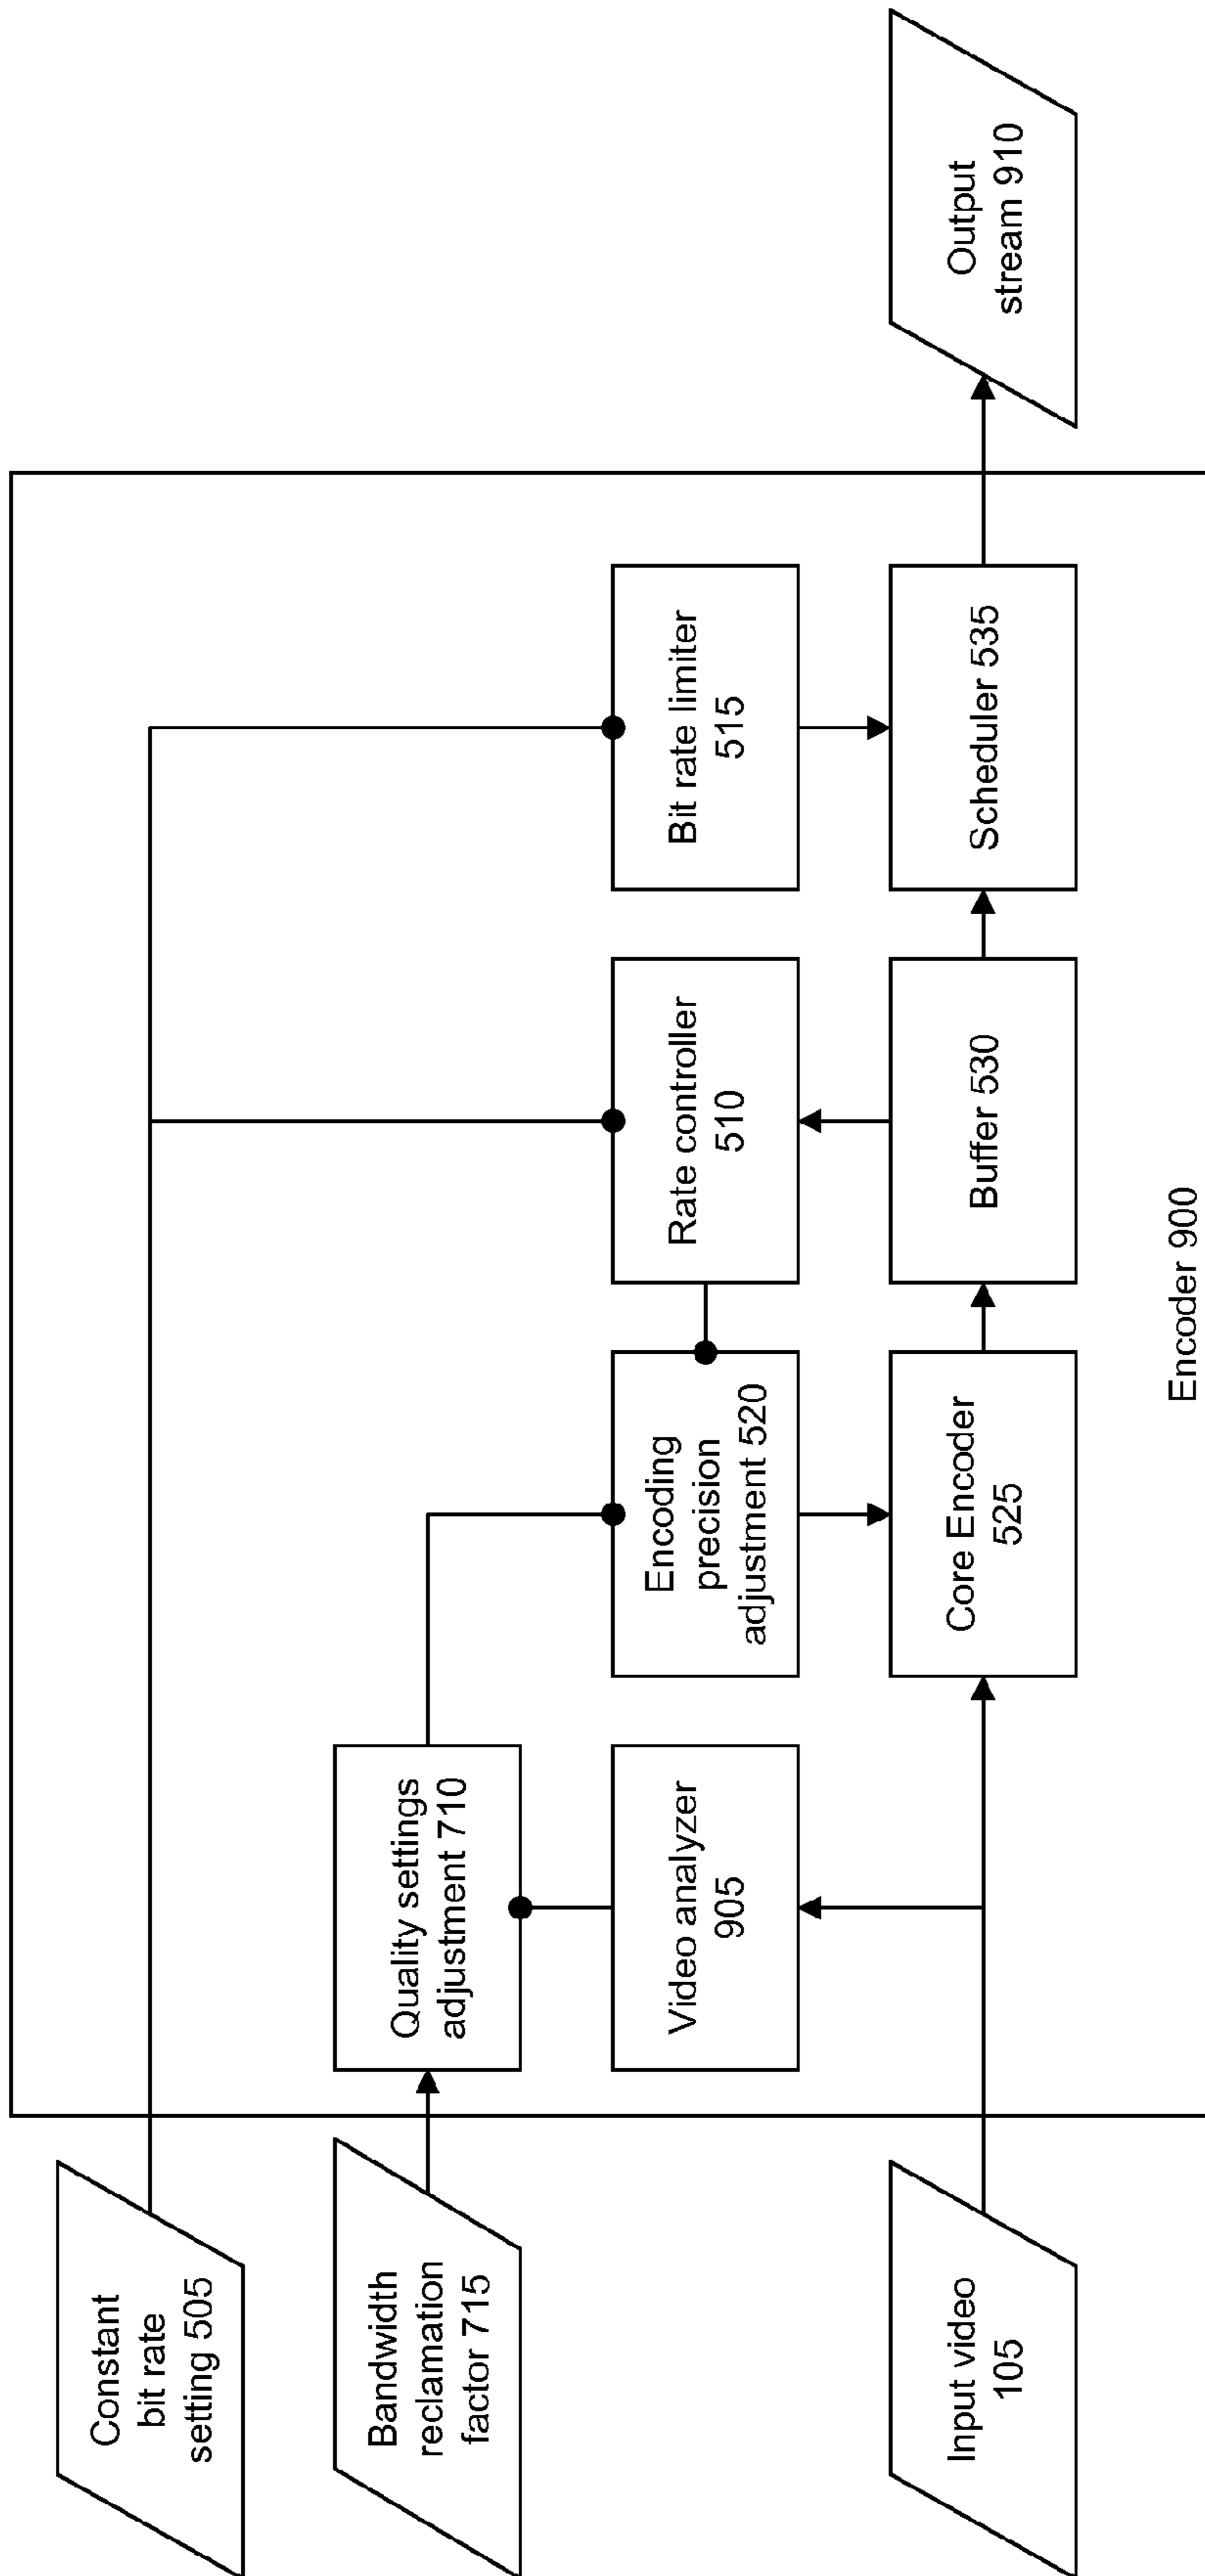 Constant
bit rate
setting 505
Bandwidth
reclamation
factor 715
Quality settings
adjustment 710
Video analyzer
905
Encoding
precision
adjustment 520
Rate controller
510
Bit rate limiter
515
Input video
105
Core Encoder
525
Buffer 530
Scheduler 535
Output
stream 910
Encoder 900